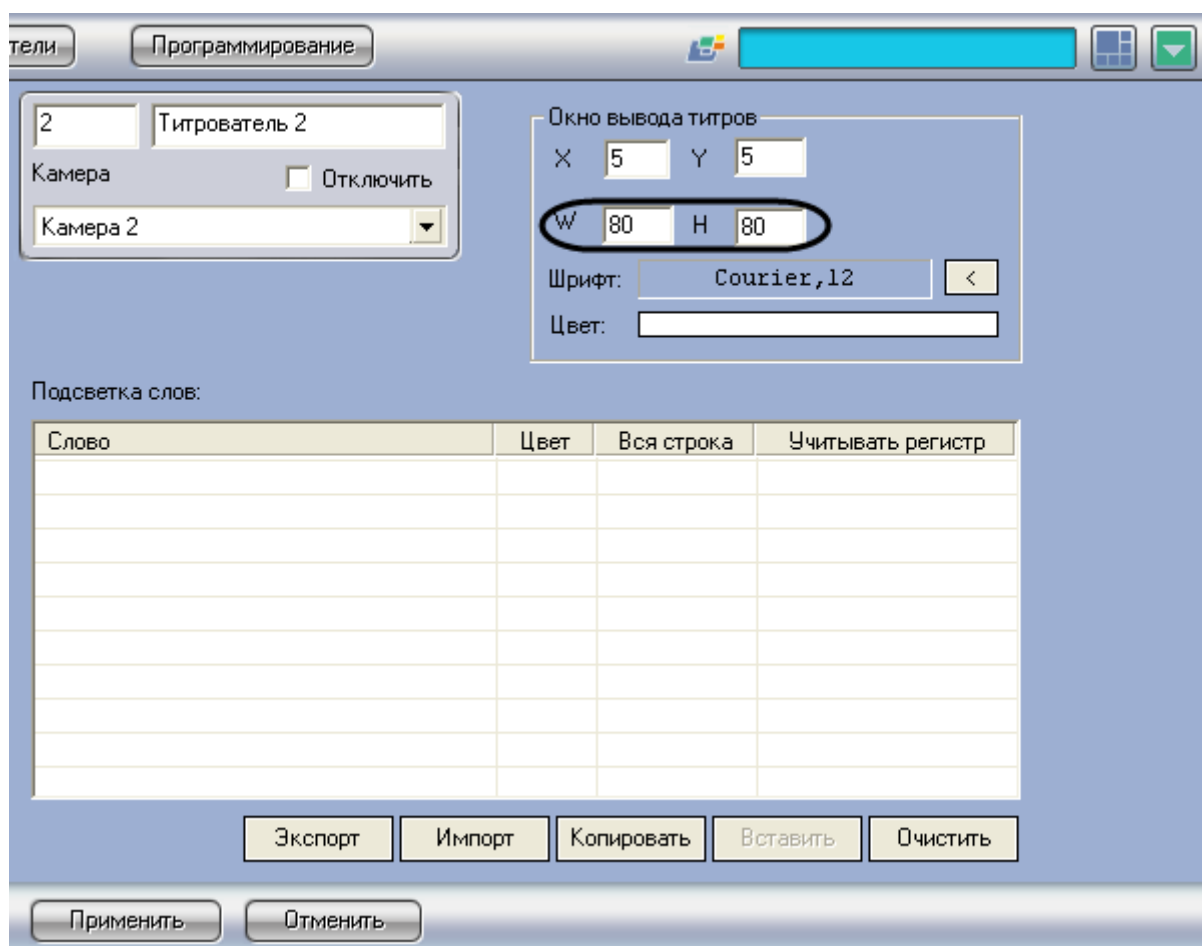 тели Программирование
2 Титрователь 2
Камера Отключить
Камера 2
Окно вывода титров
X 5 Y 5
W 80 H 80
Шрифт: Courier,12 <
Цвет:
Подсветка слов:
Слово Цвет Вся строка Учитывать регистр
Экспорт Импорт Копировать Вставить Очистить
Применить Отменить